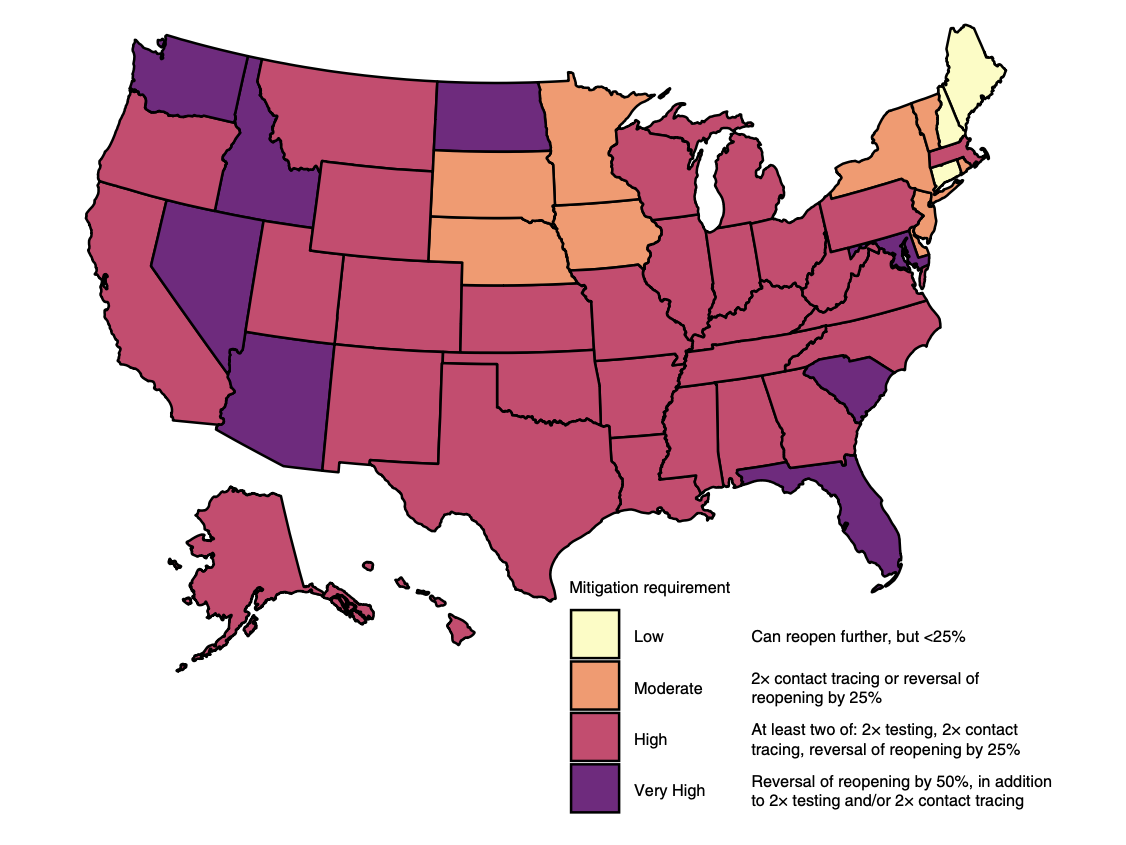 Mitigation requirement
Low
Can reopen further, but <25%
Moderate
2× contact tracing or reversal of
reopening by 25%
High
At least two of: 2× testing, 2× contact
tracing, reversal of reopening by 25%
Very High
Reversal of reopening by 50%, in addition
to 2× testing and/or 2× contact tracing